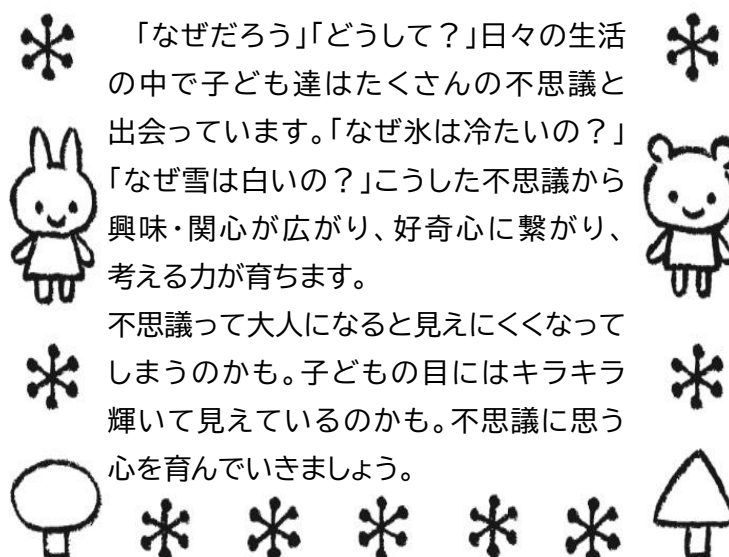 「なぜだろう」「どうして？」日々の生活
の中で子ども達はたくさんの不思議と
出会っています。「なぜ氷は冷たいの？」
「なぜ雪は白いの？」こうした不思議から
興味・関心が広がり、好奇心に繋がり、
考える力が育ちます。
不思議って大人になると見えにくくなって
しまうのかも。子どもの目にはキラキラ
輝いて見えているのかも。不思議に思う
心を育んでいきましょう。